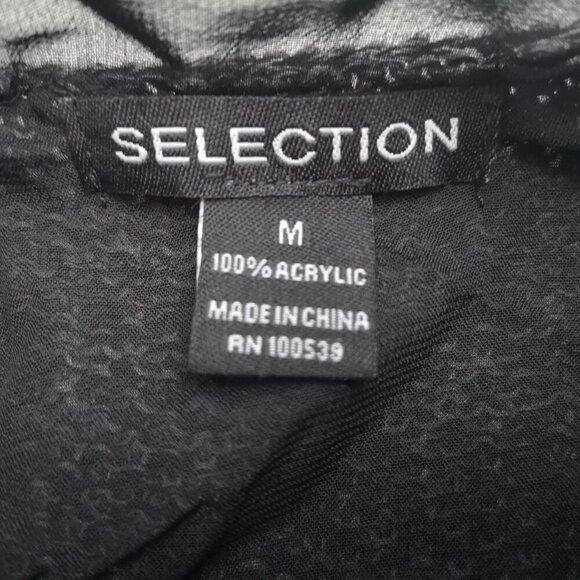 SELECTION
M
100% ACRYLIC
MADE IN CHINA
RN 100539